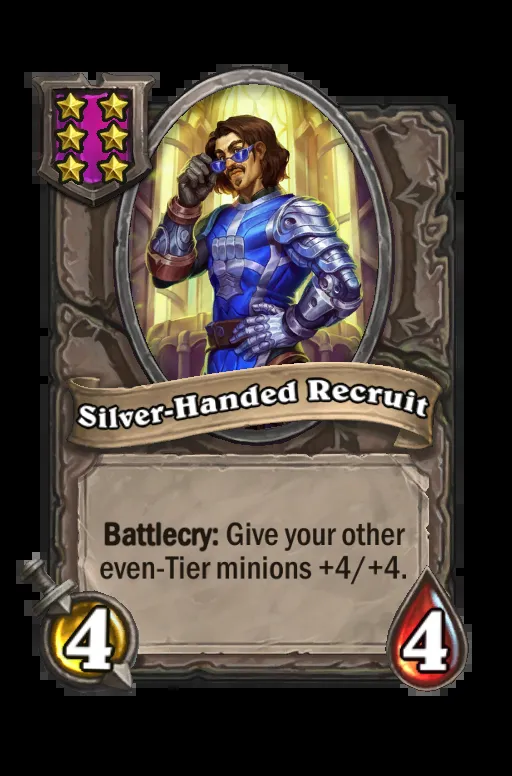 Silver-Handed Recruit
Battlecry: Give your other
even-Tier minions +4/+4.
4
4